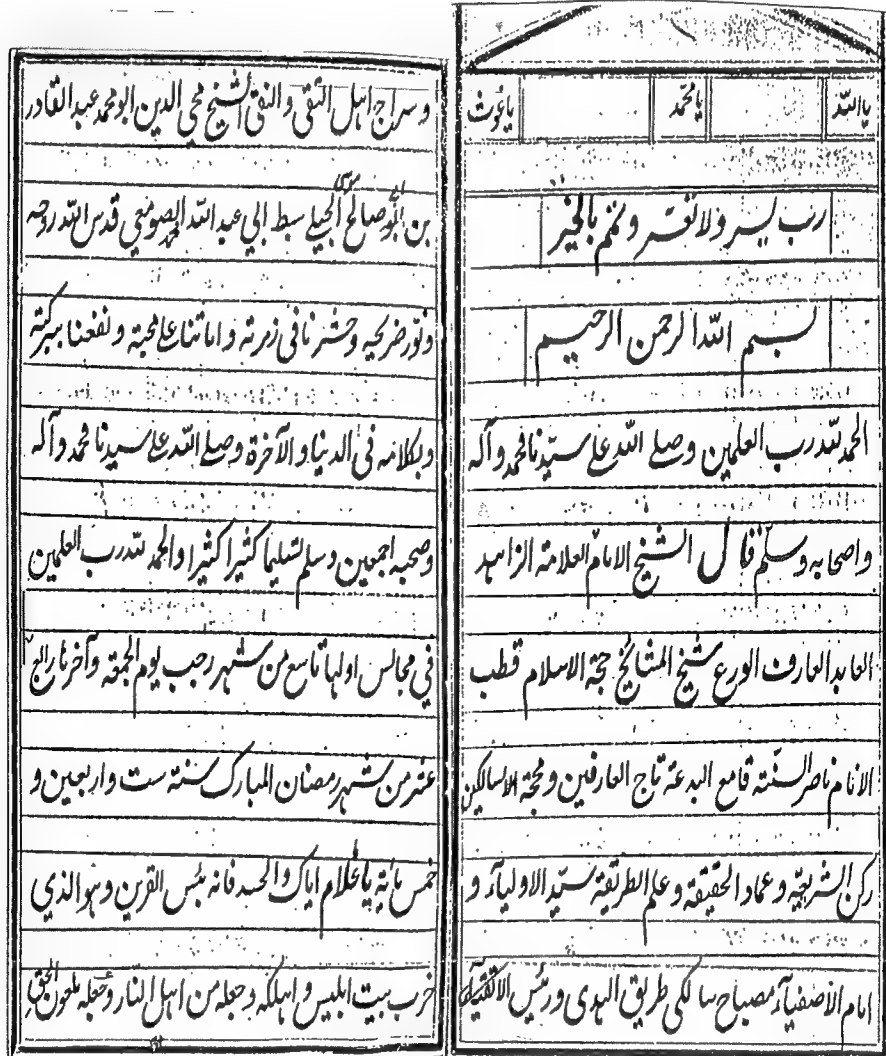 يا الله يا محمد يا غوث
رب يسر ولا تعسر وتمم بالخير
بسم الله الرحمن الرحيم
الحمد لله رب العلمين وصلى الله على سيدنا محمد وآله
واصحابه وسلم قال الشيخ الامام العلامة الزاهد
العابد العارف الورع شيخ المشائخ حجة الاسلام قطب
الانام ناصر السنة قامع البدعة تاج العارفين ومحجة السالكين
ركن الشريعة وعماد الحقيقة وعلم الطريقة سيد الاولياء و
امام الاصفياء مصباح سالكي طريق الهدى ورئيس الاتقياء
وسراج اهل التقى والنقى الشيخ محي الدين ابو محمد عبد القادر
بن ابو صالح موسى الجيلي سبط ابي عبد الله الصومعي قدس الله روحه
ونور ضريحه وحشرنا في زمرته واماتنا على محبته ونفعنا ببركته
وبكلامه في الدنيا والآخرة وصلى الله على سيدنا محمد وآله
وصحبه اجمعين وسلم تسليما كثيرا كثيرا والحمد لله رب العلمين
في مجالس اولها تاسع من شهر رجب يوم الجمعة وآخرها رابع
عشر من شهر رمضان المبارك سنة ست واربعين و
خمس مائة يا غلام اياك والحسد فانه بئس القرين وهو الذي
خرب بيت ابليس واهلكه وجعله من اهل النار وجعله ملعون الحق